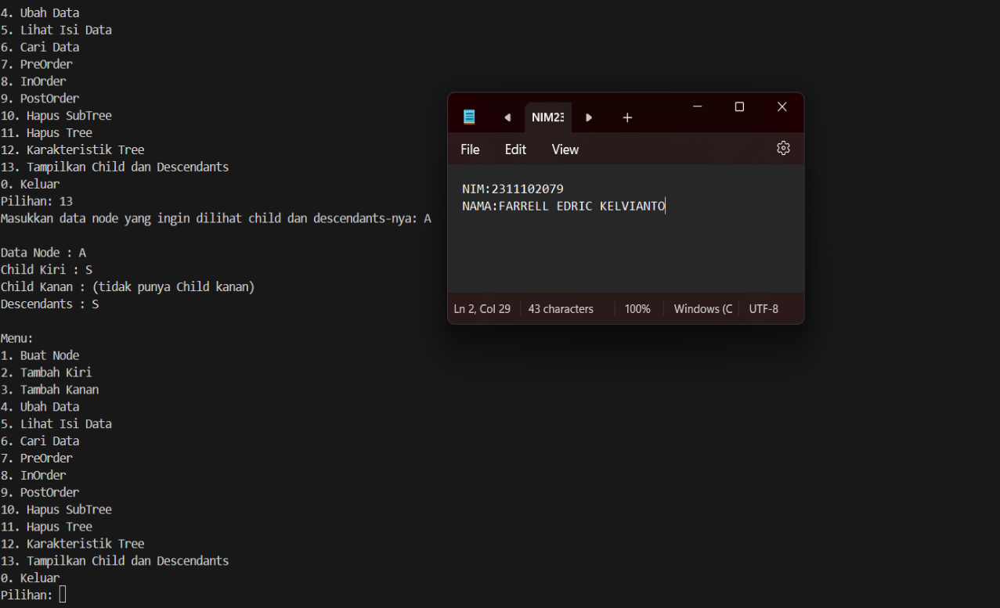 4. Ubah Data
5. Lihat Isi Data
6. Cari Data
7. PreOrder
8. InOrder
9. PostOrder
10. Hapus SubTree
11. Hapus Tree
12. Karakteristik Tree
13. Tampilkan Child dan Descendants
0. Keluar
Pilihan: 13
Masukkan data node yang ingin dilihat child dan descendants-nya: A
Data Node : A
Child Kiri : S
Child Kanan : (tidak punya Child kanan)
Descendants : S
Menu:
1. Buat Node
2. Tambah Kiri
3. Tambah Kanan
4. Ubah Data
5. Lihat Isi Data
6. Cari Data
7. PreOrder
8. InOrder
9. PostOrder
10. Hapus SubTree
11. Hapus Tree
12. Karakteristik Tree
13. Tampilkan Child dan Descendants
0. Keluar
Pilihan:
NIM23
File Edit View
NIM:2311102079
NAMA:FARRELL EDRIC KELVIANTO
Ln 2, Col 29 43 characters 100% Windows (C UTF-8